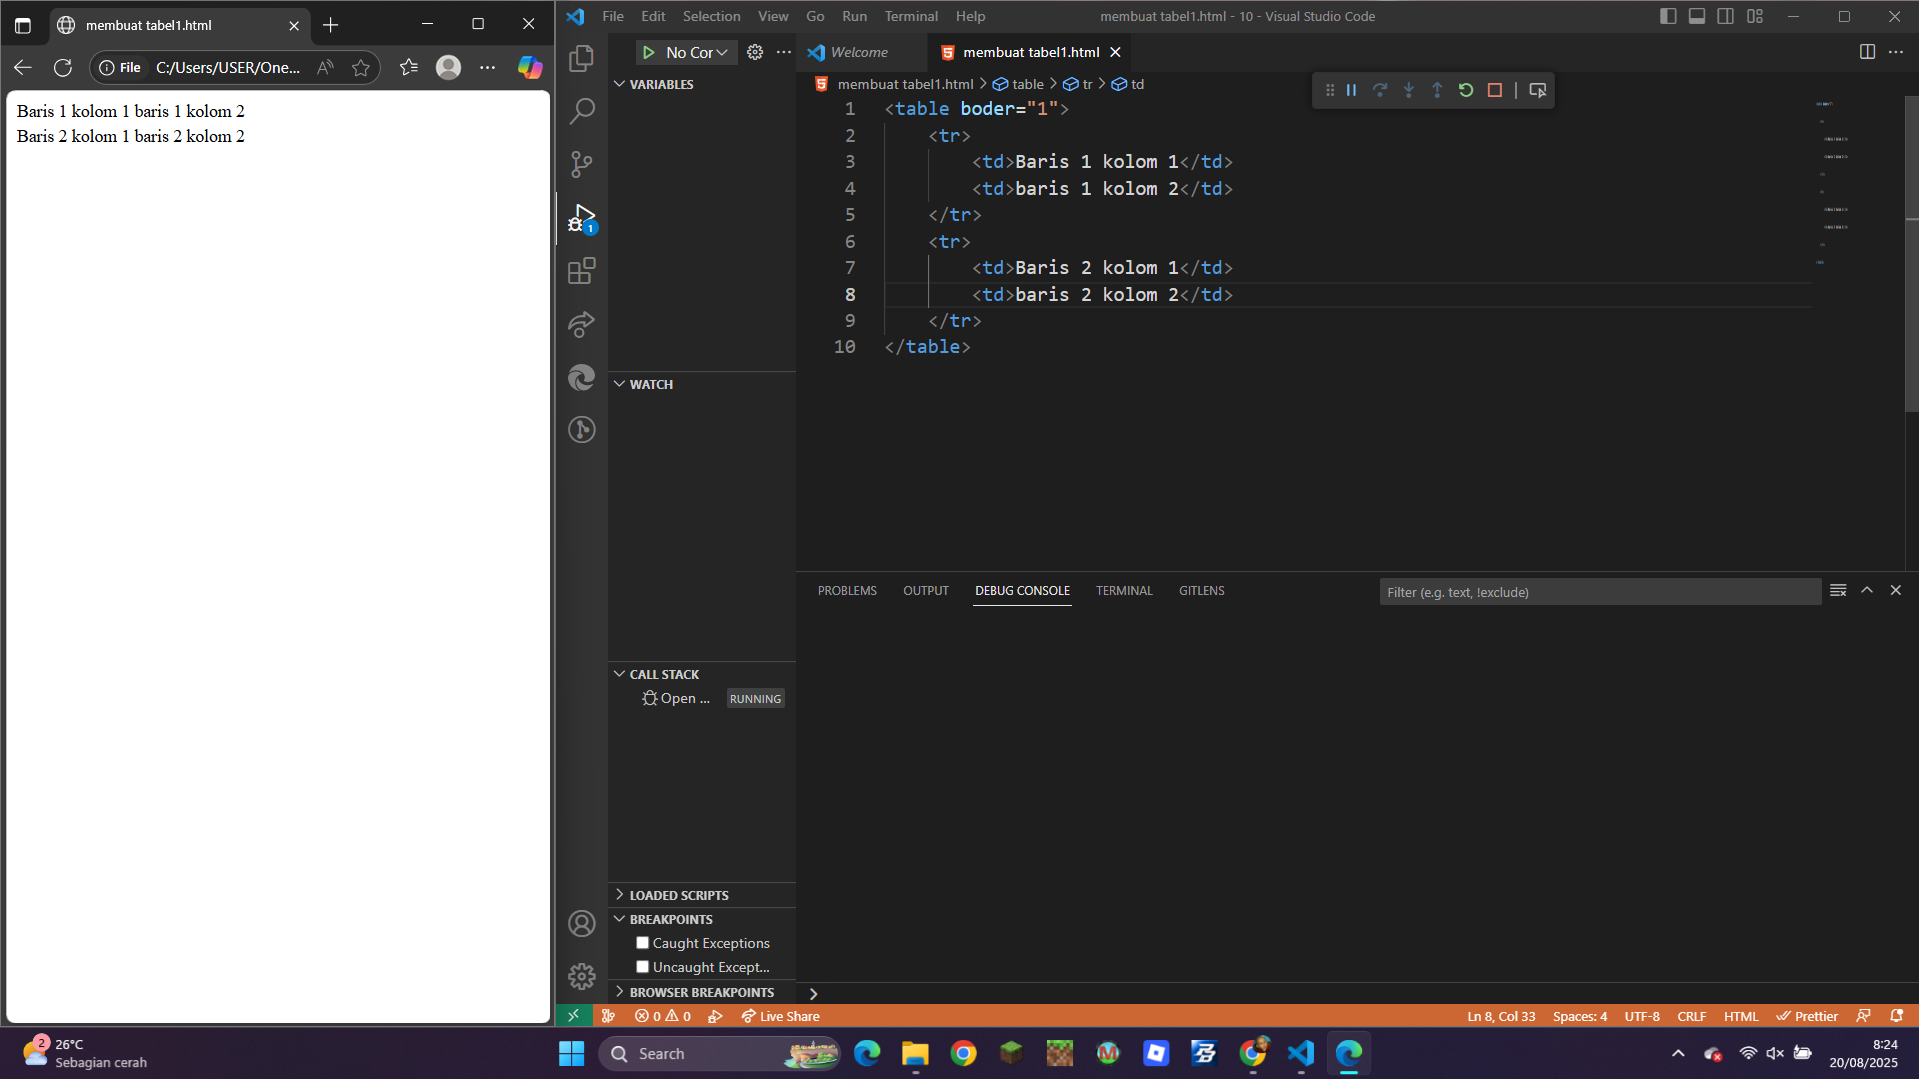 membuat tabel1.html
File C:/Users/USER/One...
Baris 1 kolom 1 baris 1 kolom 2
Baris 2 kolom 1 baris 2 kolom 2
File Edit Selection View Go Run Terminal Help
membuat tabel1.html - 10 - Visual Studio Code
No Cor
Welcome
membuat tabel1.html
VARIABLES
membuat tabel1.html > table > tr > td
1 <table boder="1">
2 <tr>
3 <td>Baris 1 kolom 1</td>
4 <td>baris 1 kolom 2</td>
5 </tr>
6 <tr>
7 <td>Baris 2 kolom 1</td>
8 <td>baris 2 kolom 2</td>
9 </tr>
10 </table>
1
WATCH
CALL STACK
Open ... RUNNING
LOADED SCRIPTS
BREAKPOINTS
Caught Exceptions
Uncaught Except...
BROWSER BREAKPOINTS
PROBLEMS OUTPUT DEBUG CONSOLE TERMINAL GITLENS
Filter (e.g. text, !exclude)
0 0 Live Share
Ln 8, Col 33 Spaces: 4 UTF-8 CRLF HTML Prettier
2
26°C
Sebagian cerah
Search
8:24
20/08/2025